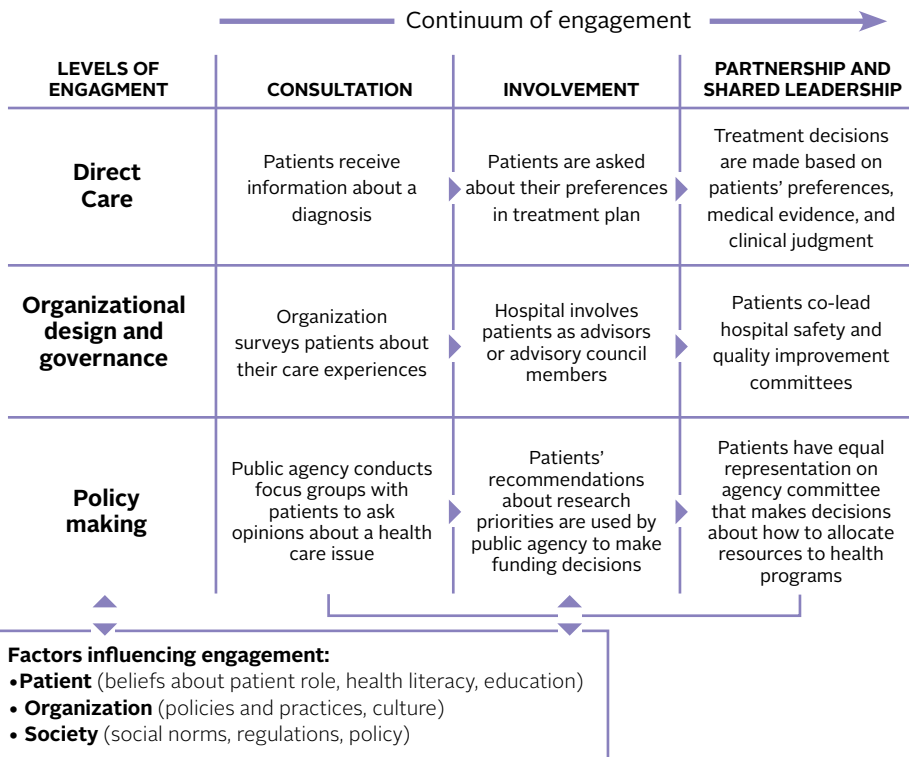 Continuum of engagement
LEVELS OF
ENGAGMENT
CONSULTATION
INVOLVEMENT
PARTNERSHIP AND
SHARED LEADERSHIP
Direct
Care
Patients receive
information about a
diagnosis
Patients are asked
about their preferences
in treatment plan
Treatment decisions
are made based on
patients’ preferences,
medical evidence, and
clinical judgment
Organizational
design and
governance
Organization
surveys patients about
their care experiences
Hospital involves
patients as advisors
or advisory council
members
Patients co-lead
hospital safety and
quality improvement
committees
Policy
making
Public agency conducts
focus groups with
patients to ask
opinions about a health
care issue
Patients’
recommendations
about research
priorities are used by
public agency to make
funding decisions
Patients have equal
representation on
agency committee
that makes decisions
about how to allocate
resources to health
programs
Factors influencing engagement:
•Patient (beliefs about patient role, health literacy, education)
• Organization (policies and practices, culture)
• Society (social norms, regulations, policy)